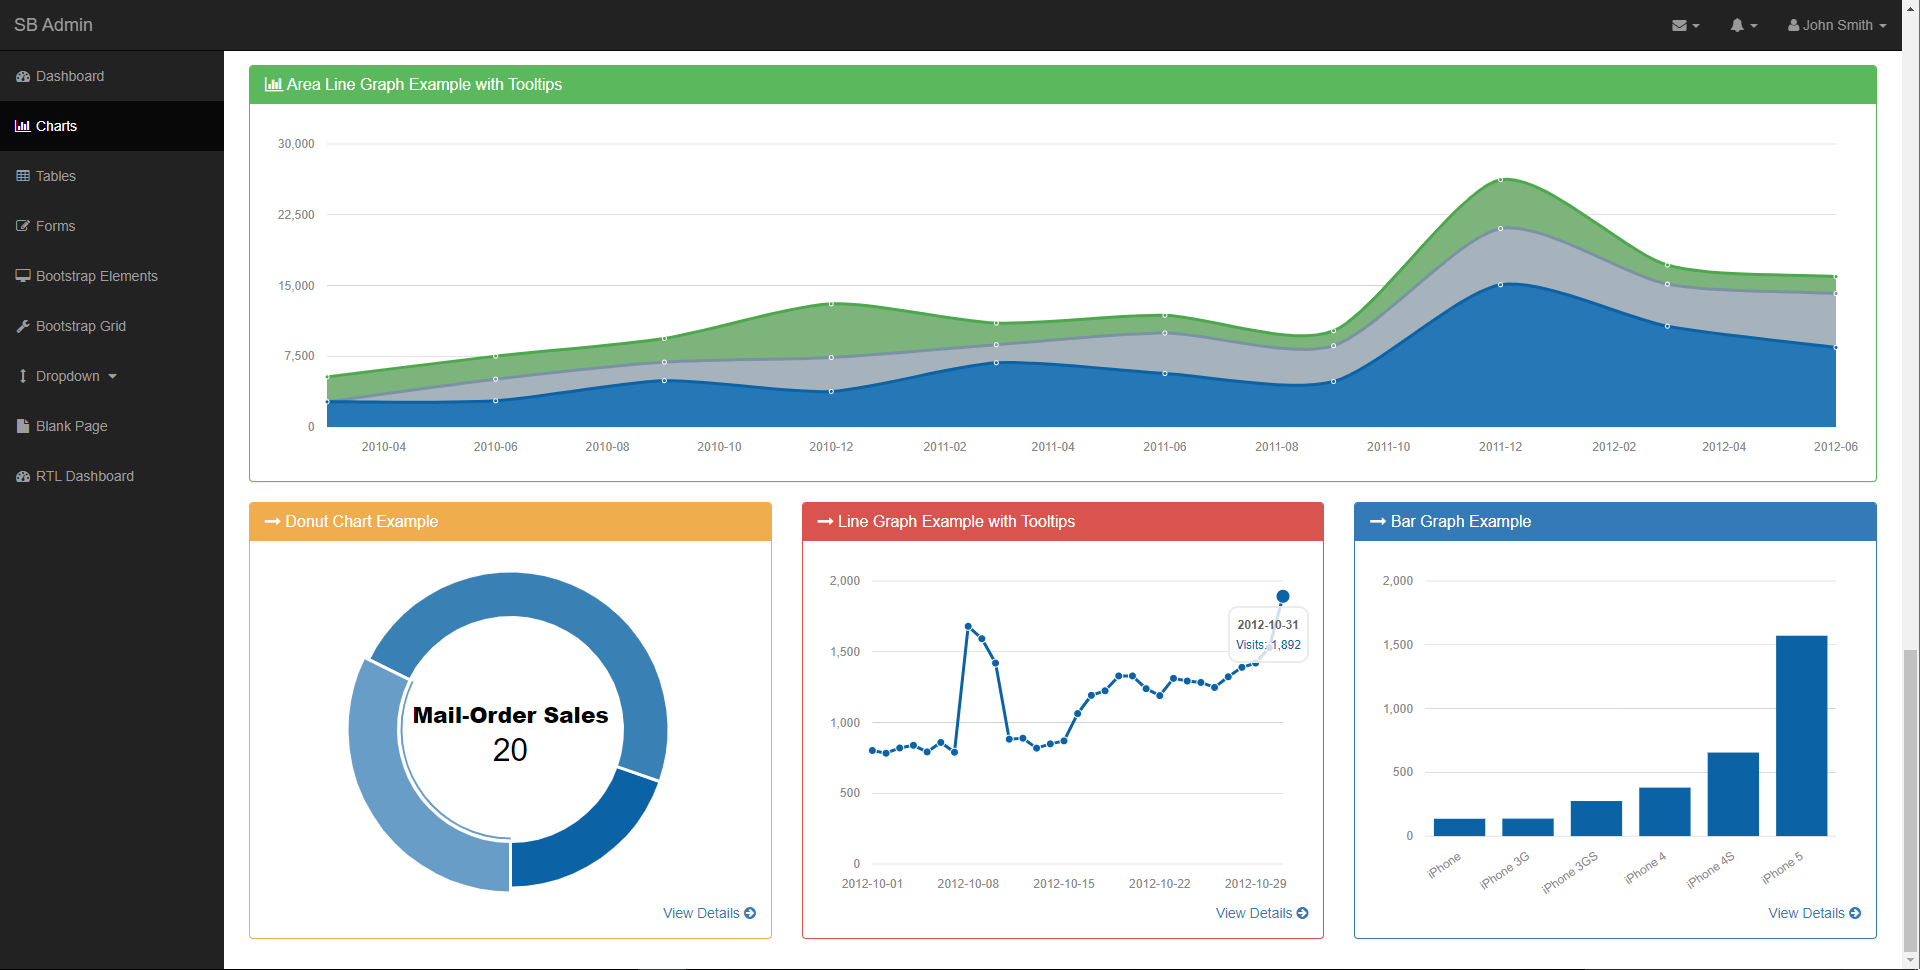 SB Admin
John Smith
Dashboard
Charts
Tables
Forms
Bootstrap Elements
Bootstrap Grid
Dropdown
Blank Page
RTL Dashboard
Area Line Graph Example with Tooltips
30,000
22,500
15,000
7,500
0
2010-04 2010-06 2010-08 2010-10 2010-12 2011-02 2011-04 2011-06 2011-08 2011-10 2011-12 2012-02 2012-04 2012-06
Donut Chart Example
Mail-Order Sales
20
View Details
Line Graph Example with Tooltips
2,000
1,500
1,000
500
0
2012-10-31
Visits: 1,892
2012-10-01 2012-10-08 2012-10-15 2012-10-22 2012-10-29
View Details
Bar Graph Example
2,000
1,500
1,000
500
0
iPhone iPhone 3G iPhone 3GS iPhone 4 iPhone 4S iPhone 5
View Details